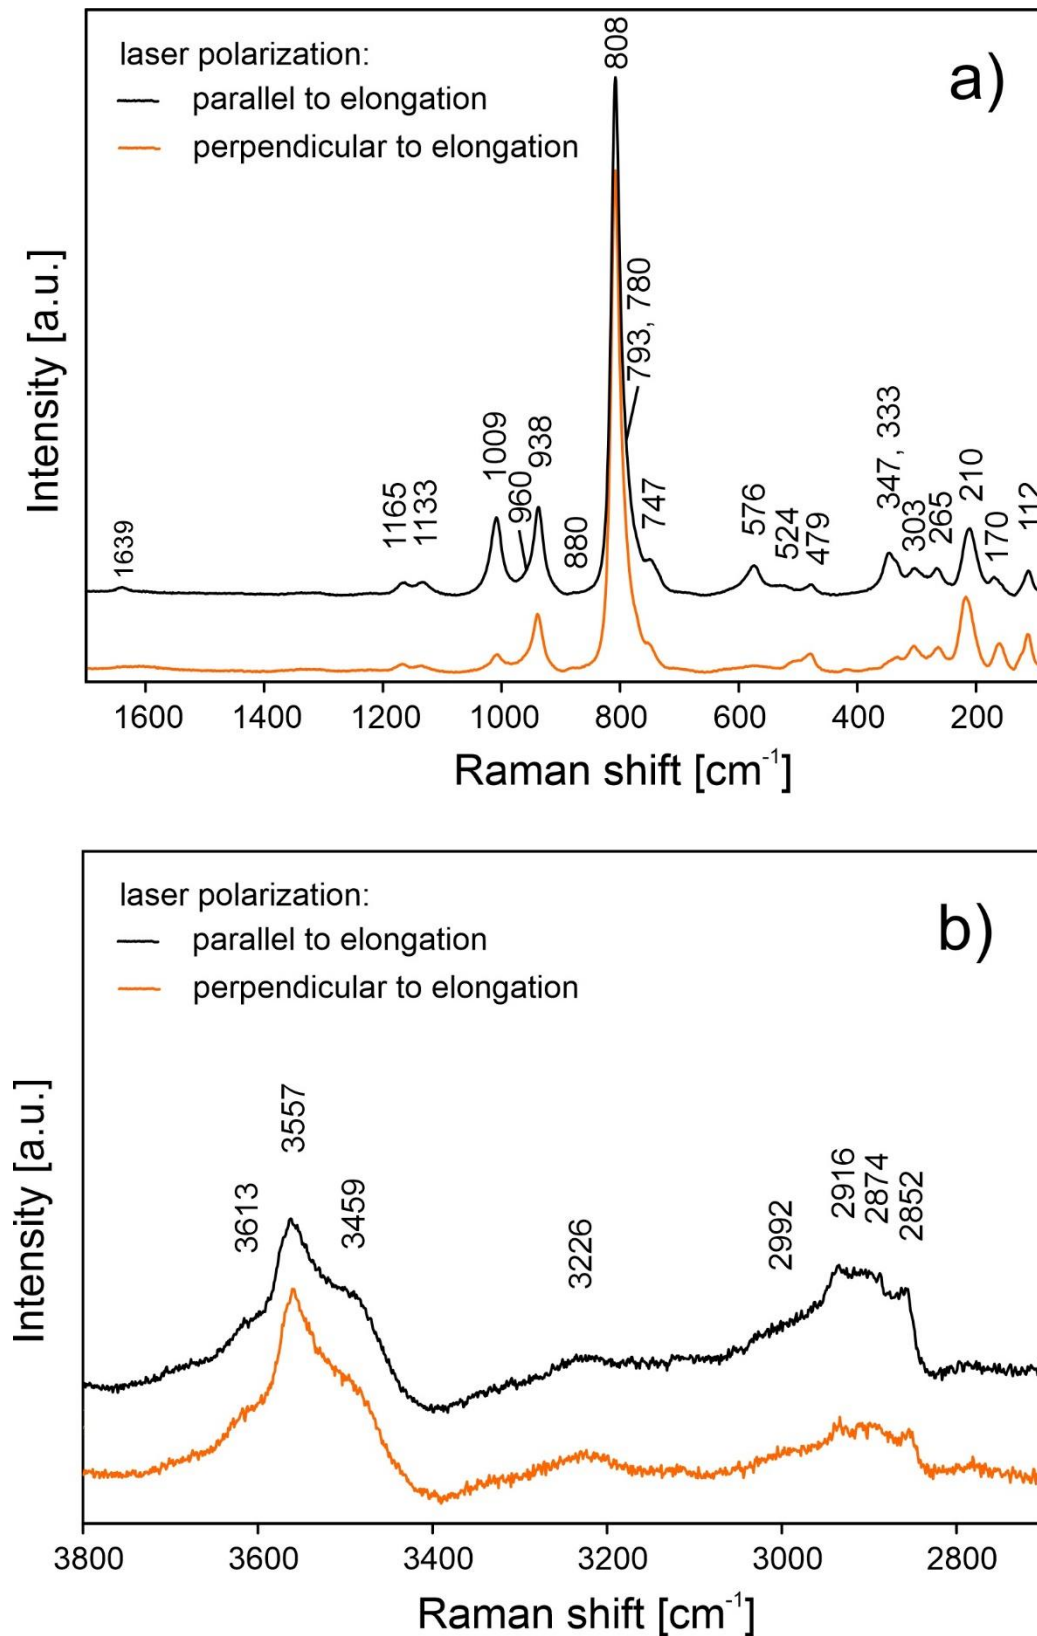 laser polarization:
parallel to elongation
perpendicular to elongation
a)
808
793, 780
1639
1165
1133
1009
960
938
880
747
576
524
479
347, 333
303
265
210
170
112
Intensity [a.u.]
1600 1400 1200 1000 800 600 400 200
Raman shift [cm-1]
laser polarization:
parallel to elongation
perpendicular to elongation
b)
3613
3557
3459
3226
2992
2916
2874
2852
Intensity [a.u.]
3800 3600 3400 3200 3000 2800
Raman shift [cm-1]